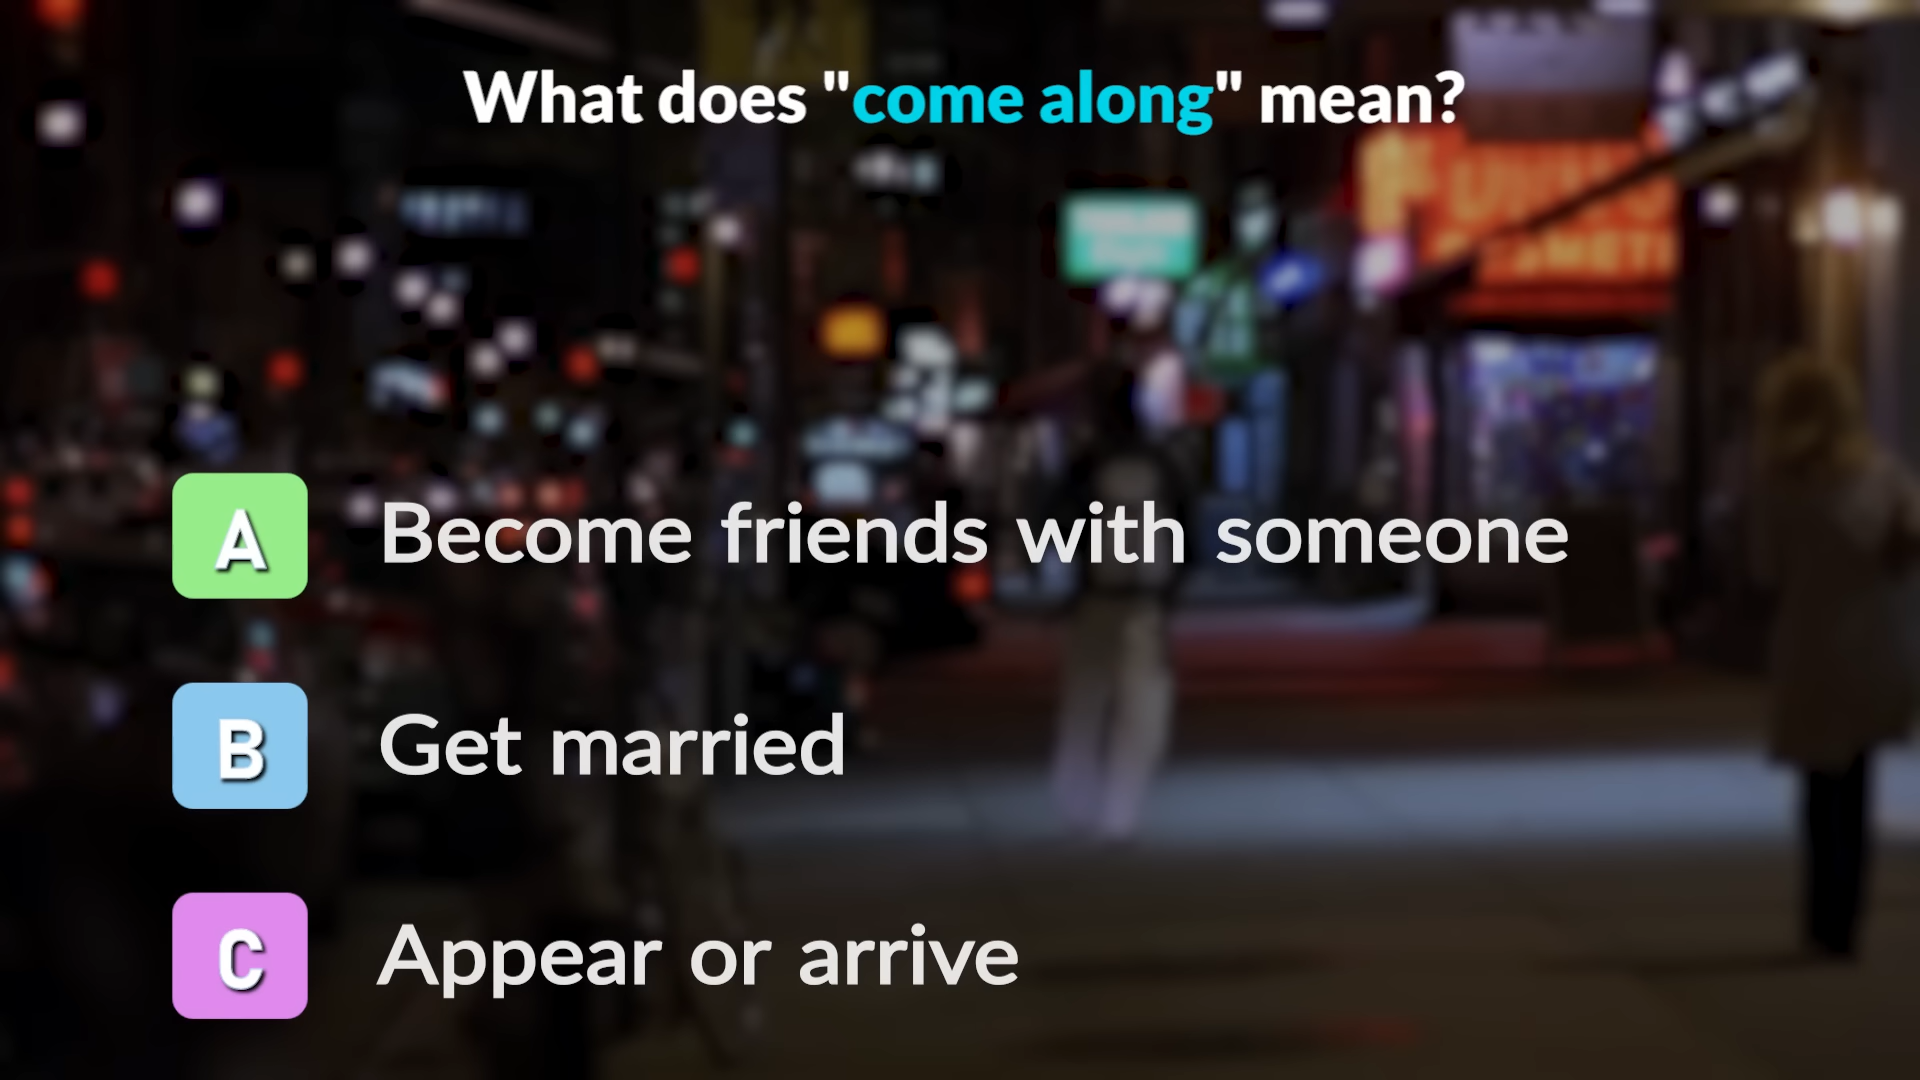 What does "come along" mean?
A Become friends with someone
B Get married
C Appear or arrive